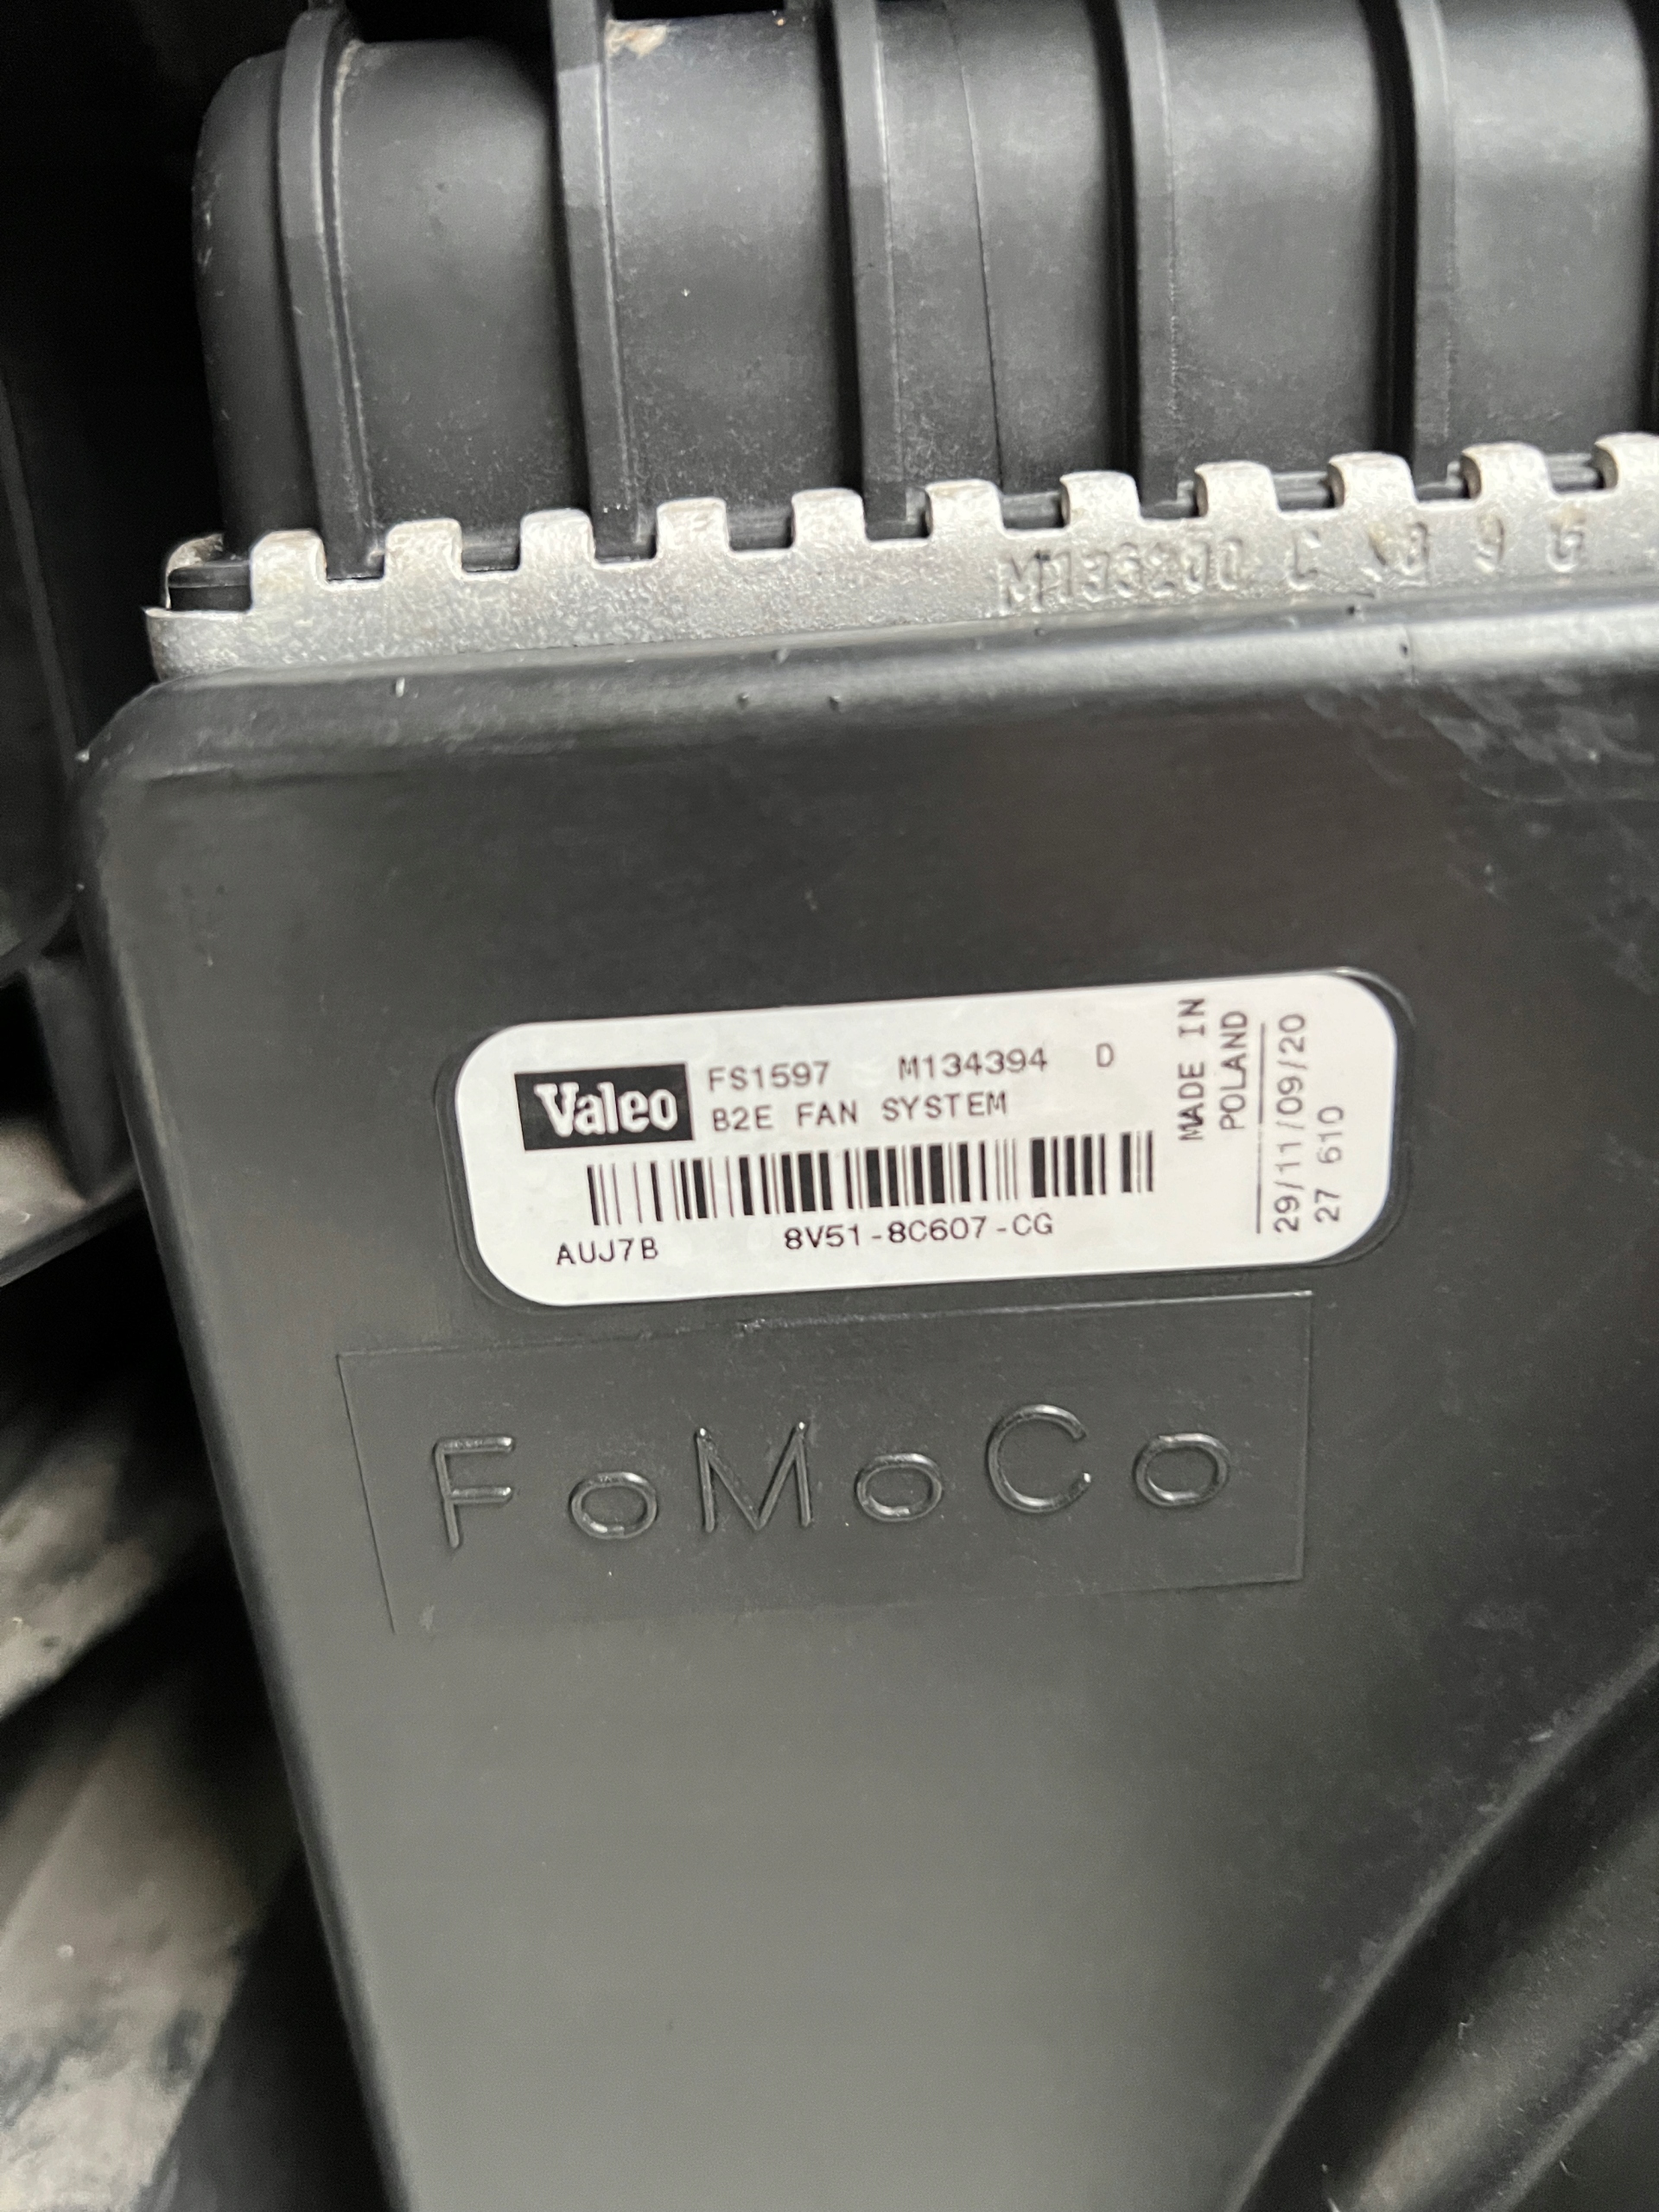 M136200 C
Valeo FS1597 M134394 D
B2E FAN SYSTEM
AUJ7B 8V51-8C607-CG
MADE IN
POLAND
29/11/09/20
27 610
FoMoCo